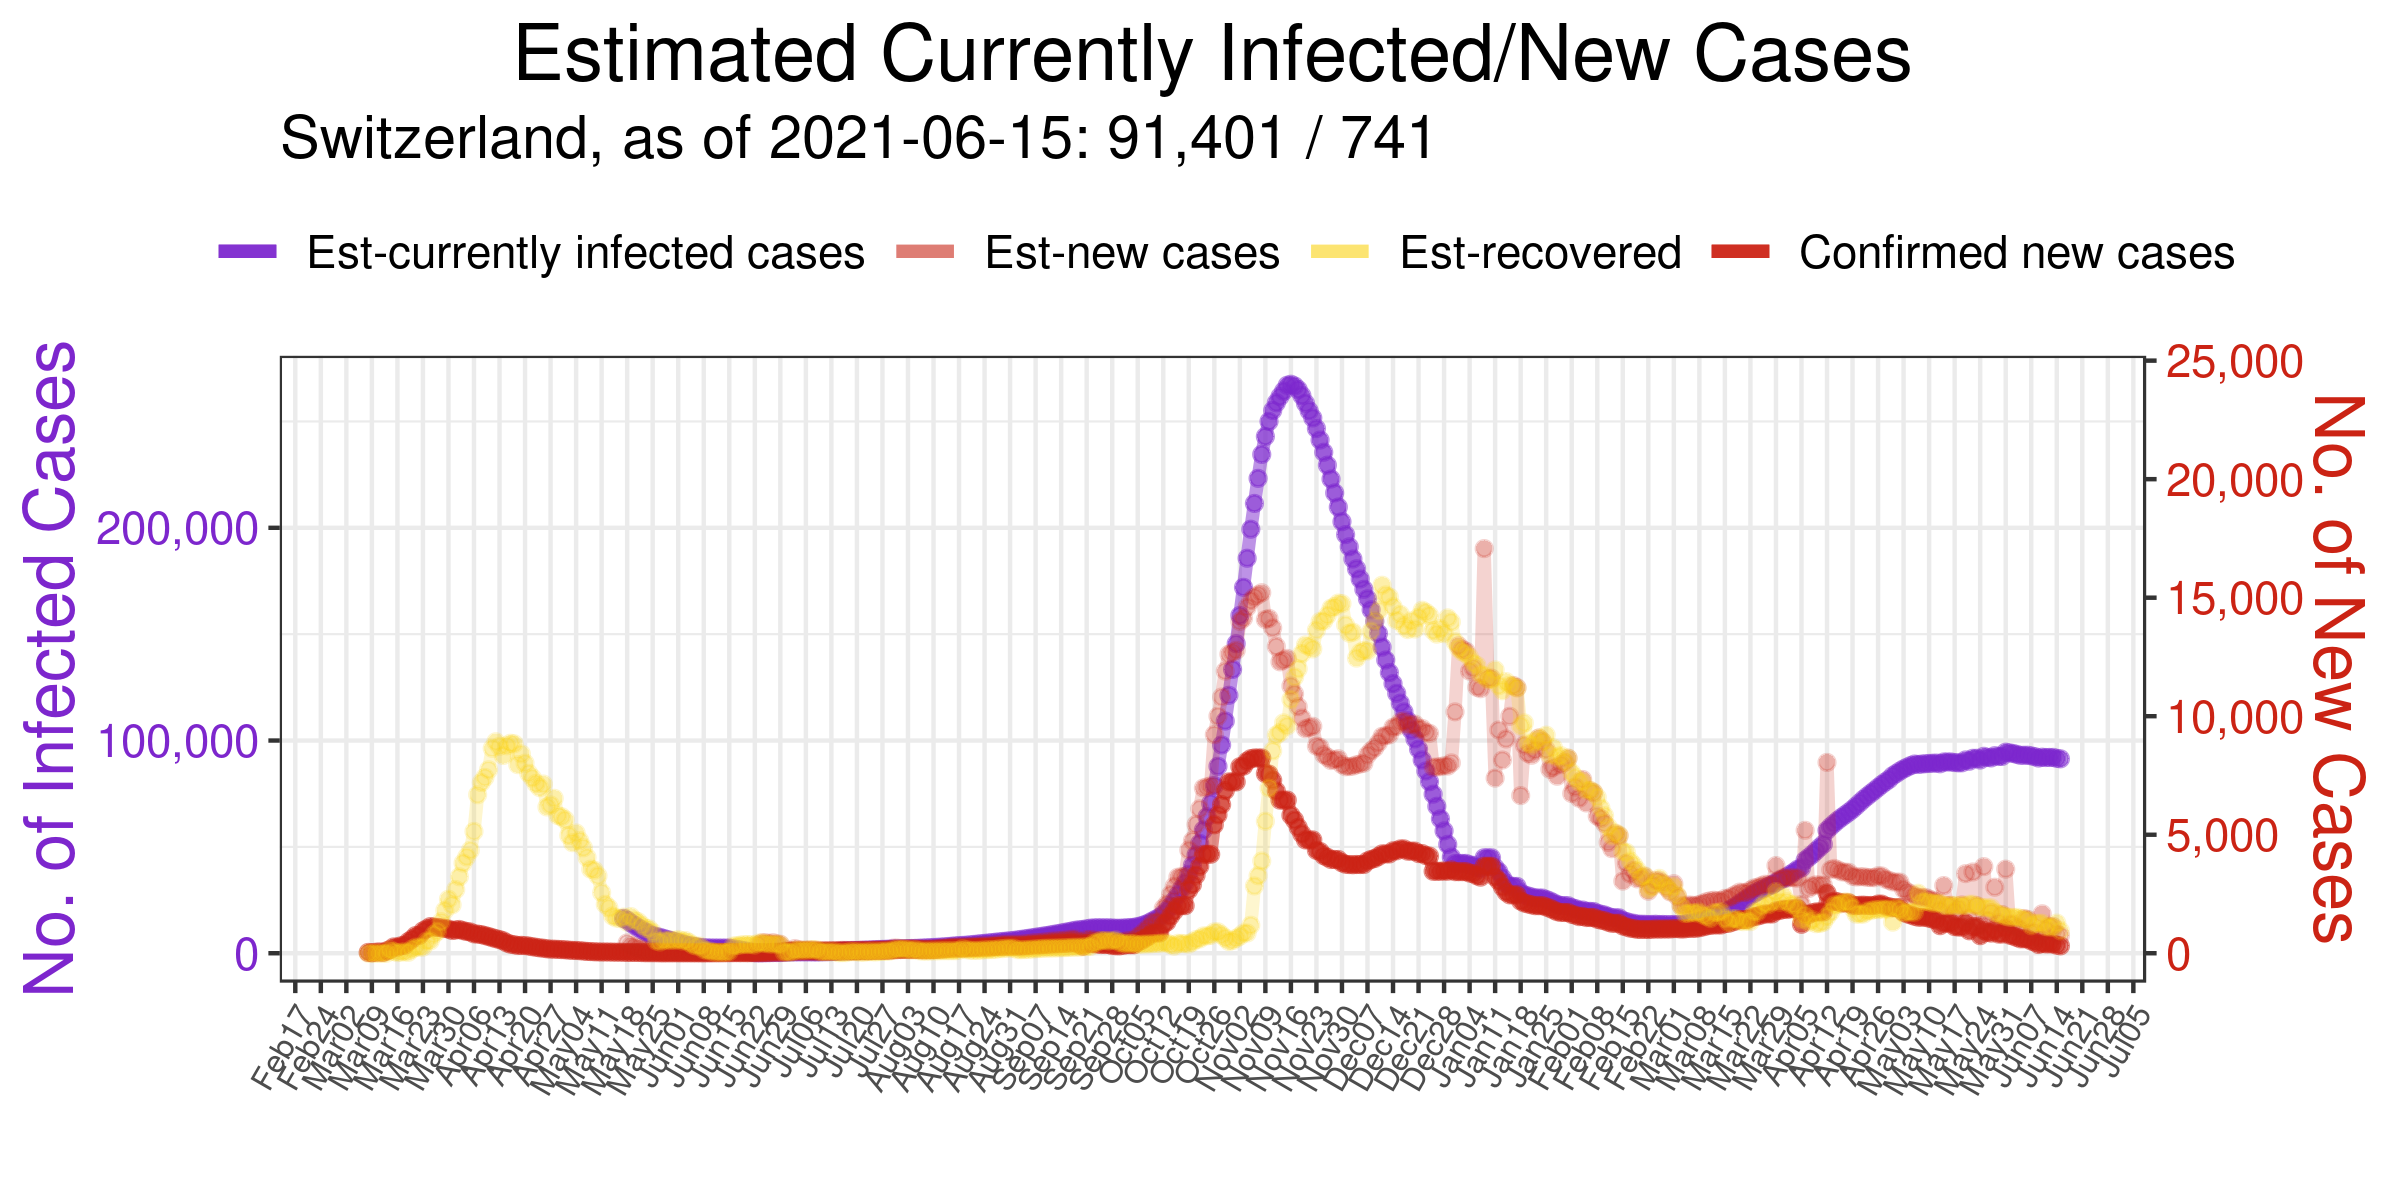 Estimated Currently Infected/New Cases
Switzerland, as of 2021-06-15: 91,401 / 741
Est-currently infected cases Est-new cases Est-recovered Confirmed new cases
No. of Infected Cases
200,000
100,000
0
25,000
20,000
15,000
10,000
5,000
0
No. of New Cases
Feb17 Feb24 Mar02 Mar09 Mar16 Mar23 Mar30 Apr06 Apr13 Apr20 Apr27 May04 May11 May18 May25 Jun01 Jun08 Jun15 Jun22 Jun29 Jul06 Jul13 Jul20 Jul27 Aug03 Aug10 Aug17 Aug24 Aug31 Sep07 Sep14 Sep21 Sep28 Oct05 Oct12 Oct19 Oct26 Nov02 Nov09 Nov16 Nov23 Nov30 Dec07 Dec14 Dec21 Dec28 Jan04 Jan11 Jan18 Jan25 Feb01 Feb08 Feb15 Feb22 Mar01 Mar08 Mar15 Mar22 Mar29 Apr05 Apr12 Apr19 Apr26 May03 May10 May17 May24 May31 Jun07 Jun14 Jun21 Jun28 Jul05